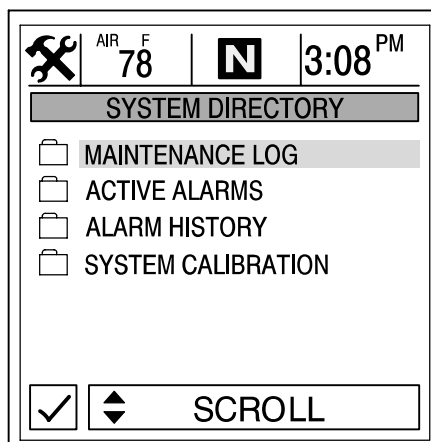 AIR F 78 N 3:08 PM
SYSTEM DIRECTORY
MAINTENANCE LOG
ACTIVE ALARMS
ALARM HISTORY
SYSTEM CALIBRATION
SCROLL